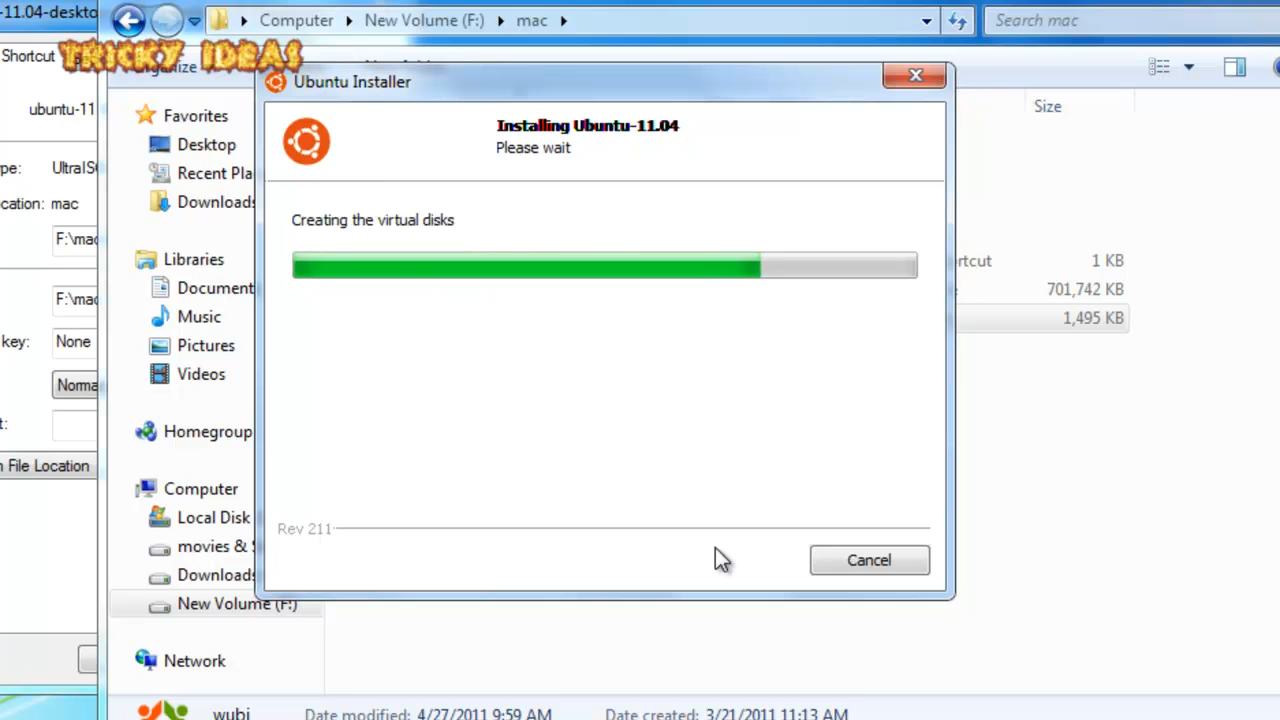 -11.04-deskto
Computer
New Volume (F:)
mac
Search mac
Shortcut
TRICKY IDEAS
Organize
Ubuntu Installer
Size
ubuntu-11
Installing Ubuntu-11.04
Please wait
Favorites
Desktop
Recent Pla
Downloads
ype:
UltraIS
cation:
mac
Creating the virtual disks
F:\mac
Libraries
Document
Music
Pictures
Videos
rtcut
1 KB
701,742 KB
1,495 KB
F:\mac
key:
None
Norma
t:
n File Location
Homegroup
Computer
Local Disk
movies & S
Downloads
New Volume (F:)
Network
Rev 211
Cancel
wubi
Date modified: 4/27/2011 9:59 AM
Date created: 3/21/2011 11:13 AM